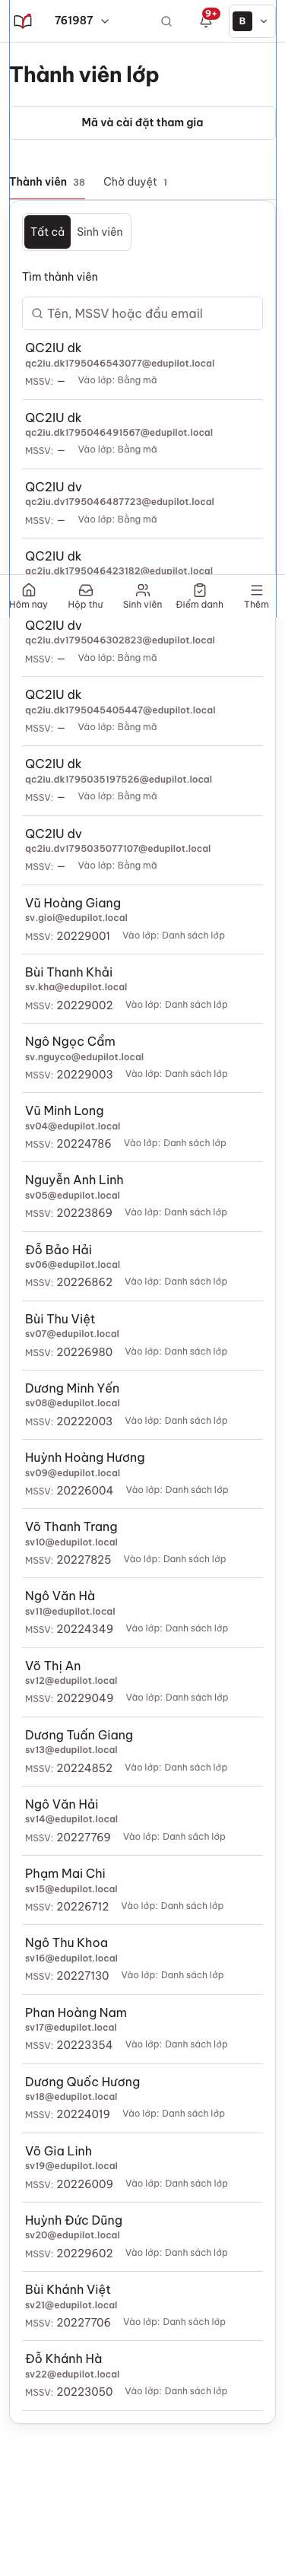 761987
9+
B
Thành viên lớp
Mã và cài đặt tham gia
Thành viên 38 Chờ duyệt 1
Tất cả Sinh viên
Tìm thành viên
Tên, MSSV hoặc đầu email
QC2IU dk
qc2iu.dk1795046543077@edupilot.local
MSSV: — Vào lớp: Bằng mã
QC2IU dk
qc2iu.dk1795046491567@edupilot.local
MSSV: — Vào lớp: Bằng mã
QC2IU dv
qc2iu.dv1795046487723@edupilot.local
MSSV: — Vào lớp: Bằng mã
QC2IU dk
qc2iu.dk1795046423182@edupilot.local
Hôm nay Hộp thư Sinh viên Điểm danh Thêm
QC2IU dv
qc2iu.dv1795046302823@edupilot.local
MSSV: — Vào lớp: Bằng mã
QC2IU dk
qc2iu.dk1795045405447@edupilot.local
MSSV: — Vào lớp: Bằng mã
QC2IU dk
qc2iu.dk1795035197526@edupilot.local
MSSV: — Vào lớp: Bằng mã
QC2IU dv
qc2iu.dv1795035077107@edupilot.local
MSSV: — Vào lớp: Bằng mã
Vũ Hoàng Giang
sv.gioi@edupilot.local
MSSV: 20229001 Vào lớp: Danh sách lớp
Bùi Thanh Khải
sv.kha@edupilot.local
MSSV: 20229002 Vào lớp: Danh sách lớp
Ngô Ngọc Cẩm
sv.nguyco@edupilot.local
MSSV: 20229003 Vào lớp: Danh sách lớp
Vũ Minh Long
sv04@edupilot.local
MSSV: 20224786 Vào lớp: Danh sách lớp
Nguyễn Anh Linh
sv05@edupilot.local
MSSV: 20223869 Vào lớp: Danh sách lớp
Đỗ Bảo Hải
sv06@edupilot.local
MSSV: 20226862 Vào lớp: Danh sách lớp
Bùi Thu Việt
sv07@edupilot.local
MSSV: 20226980 Vào lớp: Danh sách lớp
Dương Minh Yến
sv08@edupilot.local
MSSV: 20222003 Vào lớp: Danh sách lớp
Huỳnh Hoàng Hương
sv09@edupilot.local
MSSV: 20226004 Vào lớp: Danh sách lớp
Võ Thanh Trang
sv10@edupilot.local
MSSV: 20227825 Vào lớp: Danh sách lớp
Ngô Văn Hà
sv11@edupilot.local
MSSV: 20224349 Vào lớp: Danh sách lớp
Võ Thị An
sv12@edupilot.local
MSSV: 20229049 Vào lớp: Danh sách lớp
Dương Tuấn Giang
sv13@edupilot.local
MSSV: 20224852 Vào lớp: Danh sách lớp
Ngô Văn Hải
sv14@edupilot.local
MSSV: 20227769 Vào lớp: Danh sách lớp
Phạm Mai Chi
sv15@edupilot.local
MSSV: 20226712 Vào lớp: Danh sách lớp
Ngô Thu Khoa
sv16@edupilot.local
MSSV: 20227130 Vào lớp: Danh sách lớp
Phan Hoàng Nam
sv17@edupilot.local
MSSV: 20223354 Vào lớp: Danh sách lớp
Dương Quốc Hương
sv18@edupilot.local
MSSV: 20224019 Vào lớp: Danh sách lớp
Võ Gia Linh
sv19@edupilot.local
MSSV: 20226009 Vào lớp: Danh sách lớp
Huỳnh Đức Dũng
sv20@edupilot.local
MSSV: 20229602 Vào lớp: Danh sách lớp
Bùi Khánh Việt
sv21@edupilot.local
MSSV: 20227706 Vào lớp: Danh sách lớp
Đỗ Khánh Hà
sv22@edupilot.local
MSSV: 20223050 Vào lớp: Danh sách lớp